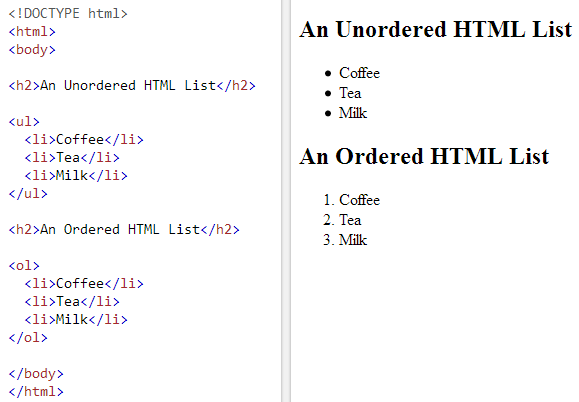 <!DOCTYPE html>
<html>
<body>
<h2>An Unordered HTML List</h2>
<ul>
<li>Coffee</li>
<li>Tea</li>
<li>Milk</li>
</ul>
<h2>An Ordered HTML List</h2>
<ol>
<li>Coffee</li>
<li>Tea</li>
<li>Milk</li>
</ol>
</body>
</html>
An Unordered HTML List
• Coffee
• Tea
• Milk
An Ordered HTML List
1. Coffee
2. Tea
3. Milk